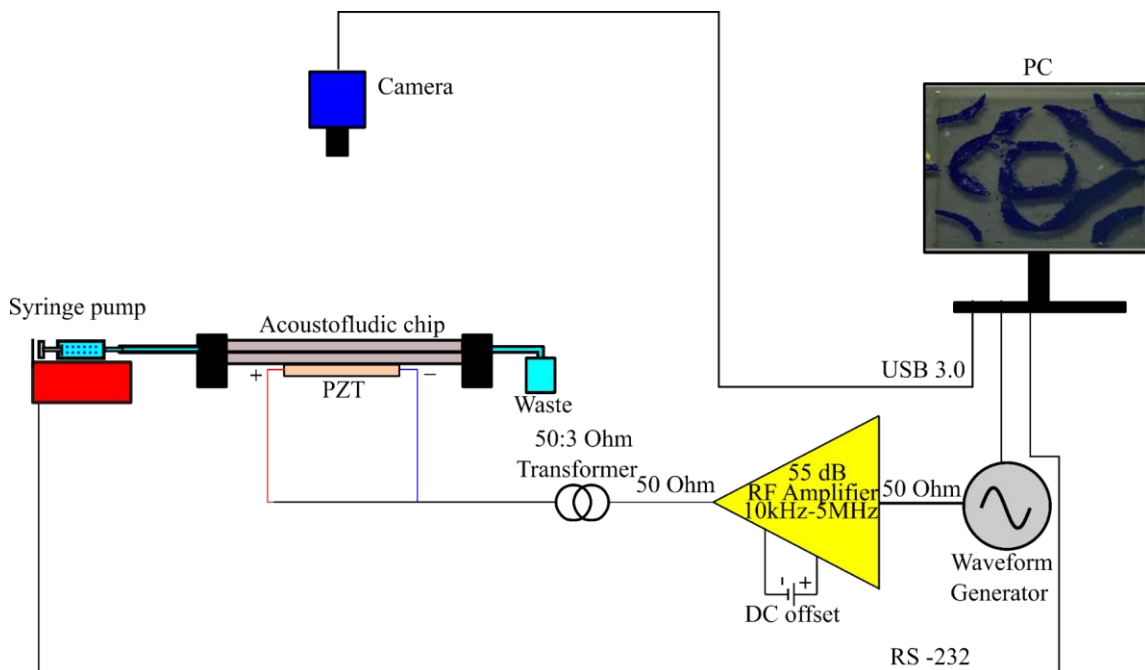 PC
Camera
Syringe pump
Acoustofludic chip
+
−
PZT
Waste
USB 3.0
50:3 Ohm
Transformer
50 Ohm
55 dB
RF Amplifier
10kHz-5MHz
50 Ohm
- +
DC offset
Waveform
Generator
RS -232